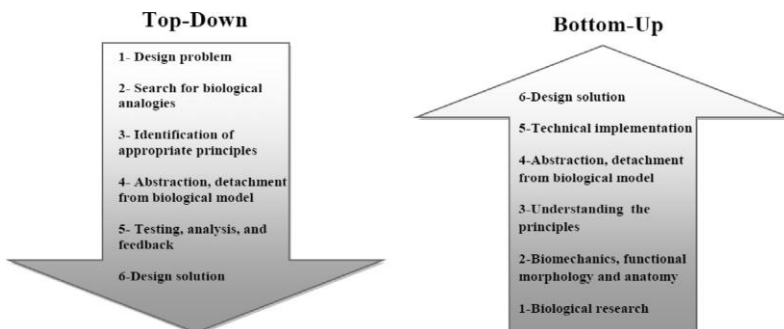 Top-Down
1- Design problem
2- Search for biological
analogies
3- Identification of
appropriate principles
4- Abstraction, detachment
from biological model
5- Testing, analysis, and
feedback
6-Design solution
Bottom-Up
6-Design solution
5-Technical implementation
4-Abstraction, detachment
from biological model
3-Understanding the
principles
2-Biomechanics, functional
morphology and anatomy
1-Biological research